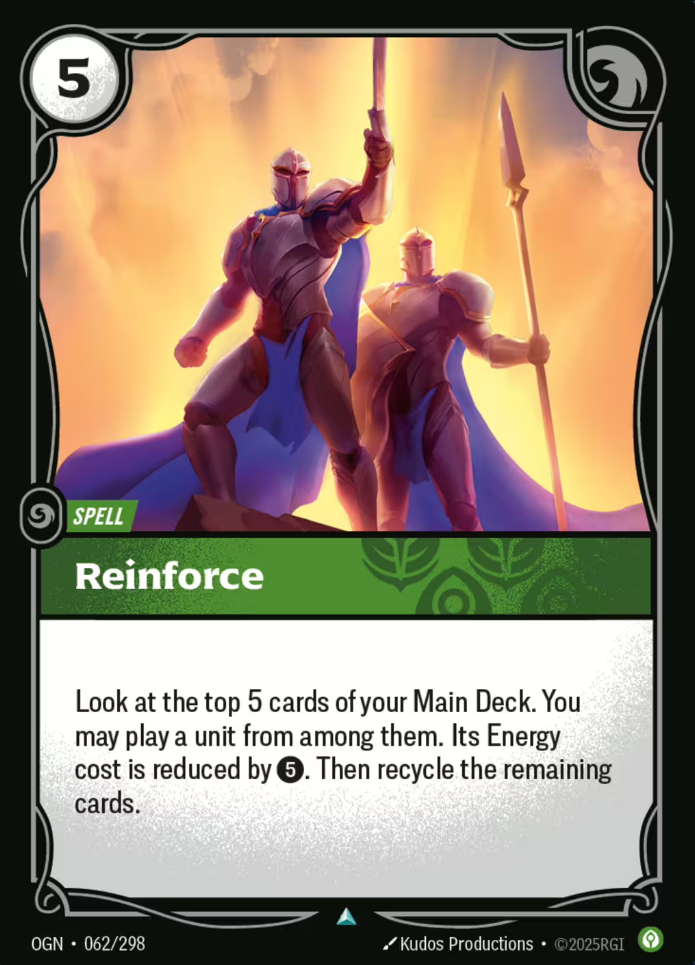 5
SPELL
Reinforce
Look at the top 5 cards of your Main Deck. You
may play a unit from among them. Its Energy
cost is reduced by 5. Then recycle the remaining
cards.
OGN • 062/298
Kudos Productions • ©2025RGI